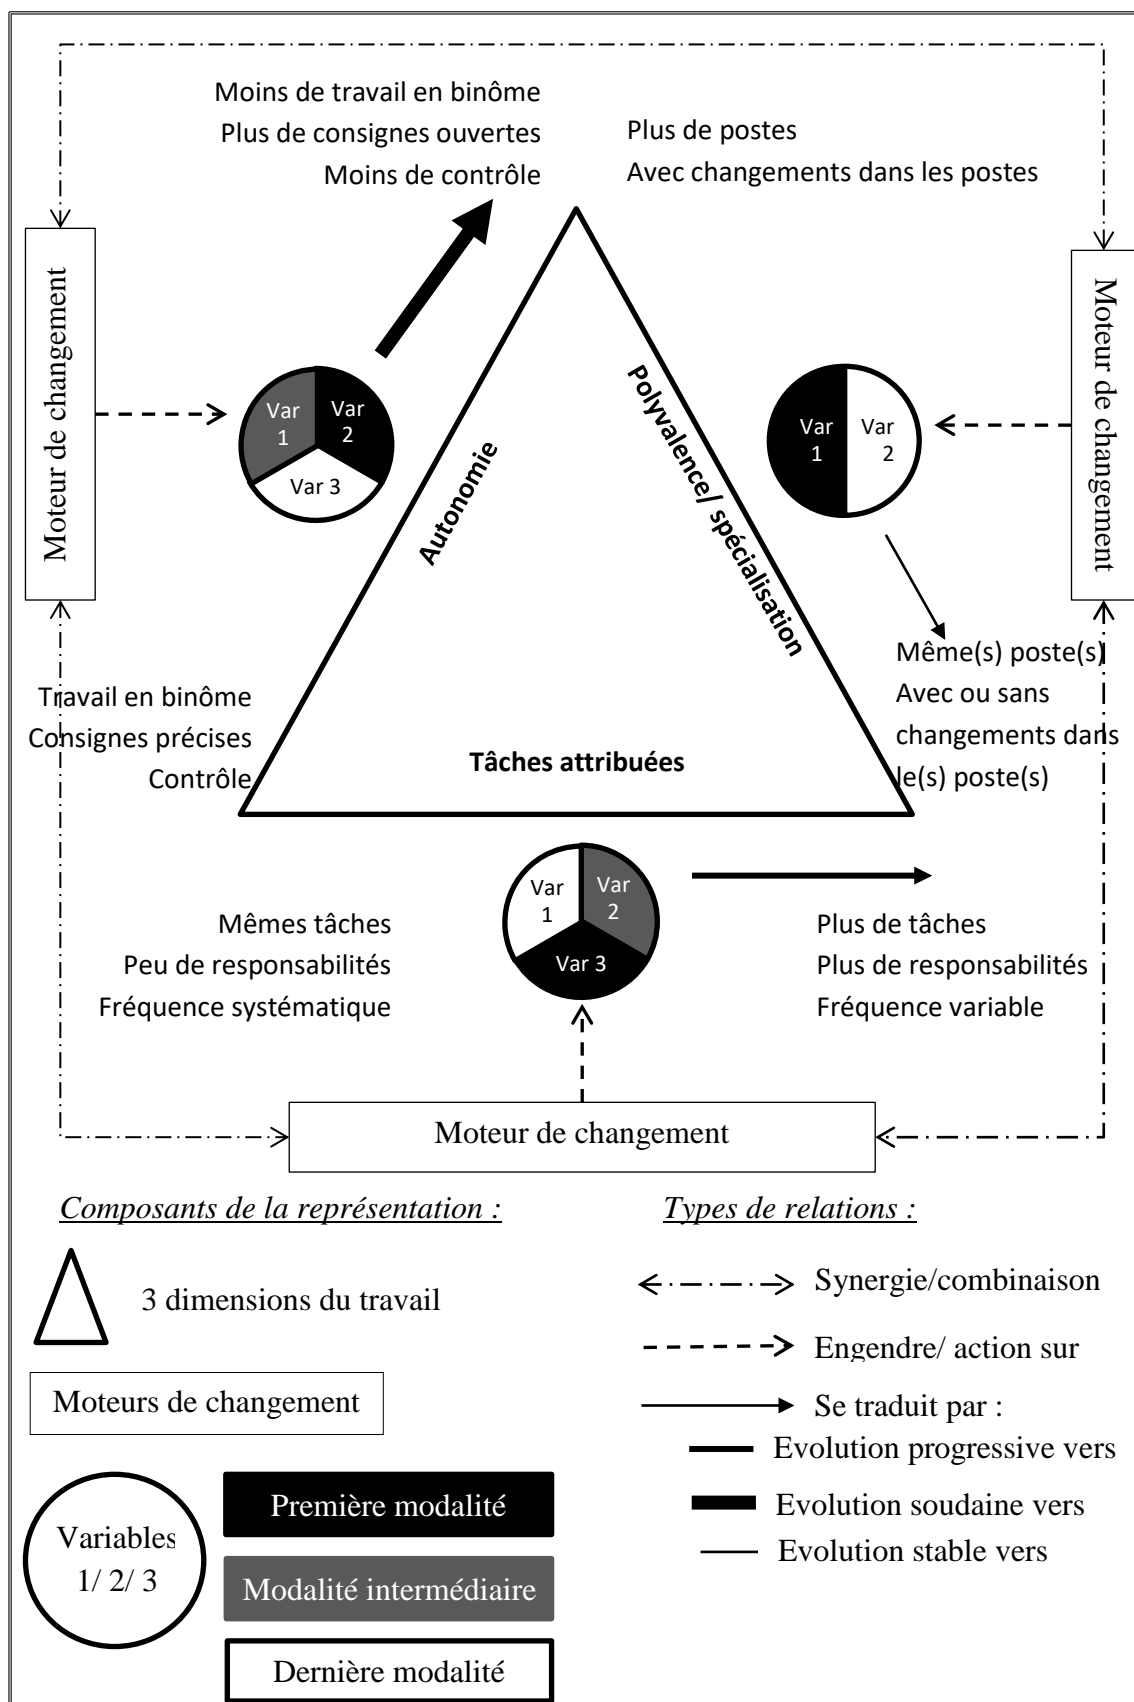 Moins de travail en binôme
Plus de consignes ouvertes
Moins de contrôle
Plus de postes
Avec changements dans les postes
Moteur de changement
Moteur de changement
Var
1
Var
2
Var 3
Autonomie
Polyvalence/ spécialisation
Var
1
Var
2
Même(s) poste(s)
Avec ou sans
changements dans
le(s) poste(s)
Travail en binôme
Consignes précises
Contrôle
Tâches attribuées
Var
1
Var
2
Var 3
Mêmes tâches
Peu de responsabilités
Fréquence systématique
Plus de tâches
Plus de responsabilités
Fréquence variable
Moteur de changement
Composants de la représentation :
3 dimensions du travail
Moteurs de changement
Variables
1/ 2/ 3
Première modalité
Modalité intermédiaire
Dernière modalité
Types de relations :
Synergie/combinaison
Engendre/ action sur
Se traduit par :
Evolution progressive vers
Evolution soudaine vers
Evolution stable vers